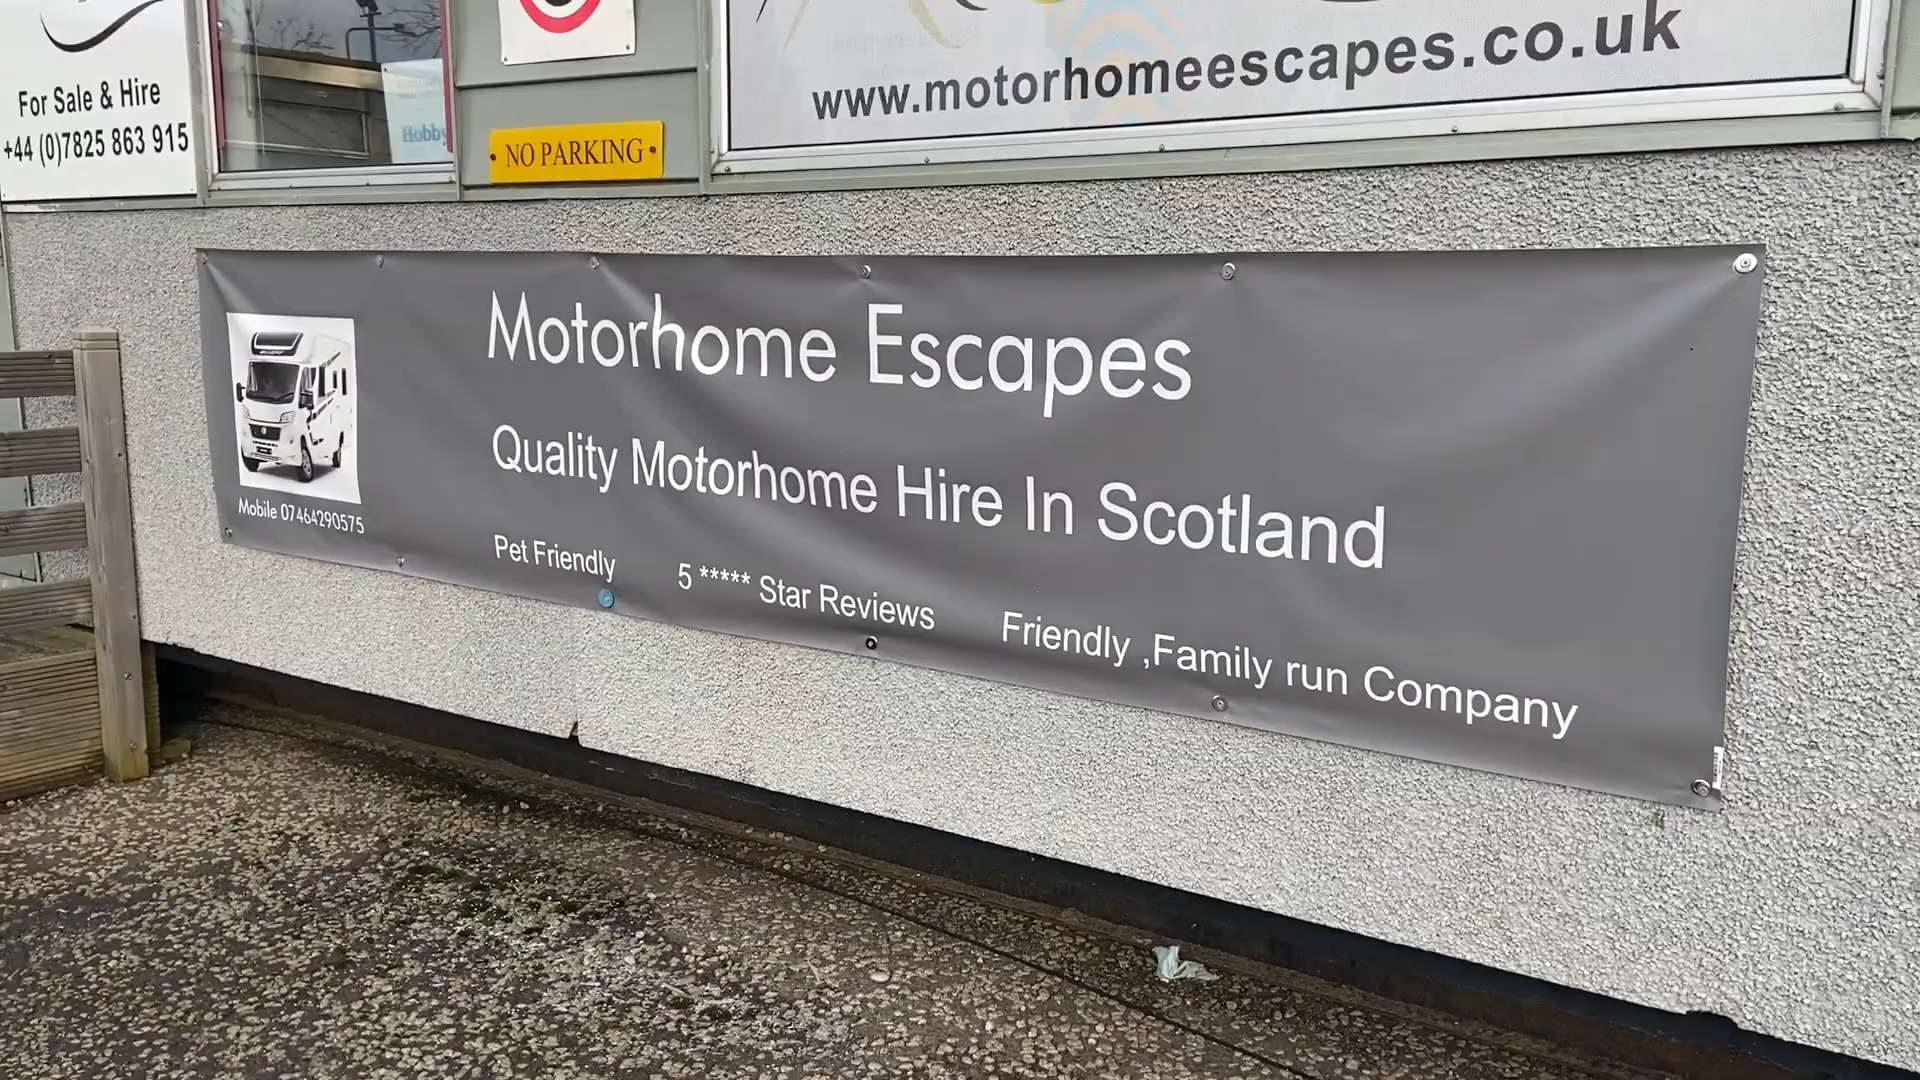 For Sale & Hire
+44 (0)7825 863 915
Hobby
NO PARKING
www.motorhomeescapes.co.uk
Motorhome Escapes
Quality Motorhome Hire In Scotland
Mobile 07464290575
Pet Friendly 5 ***** Star Reviews Friendly ,Family run Company